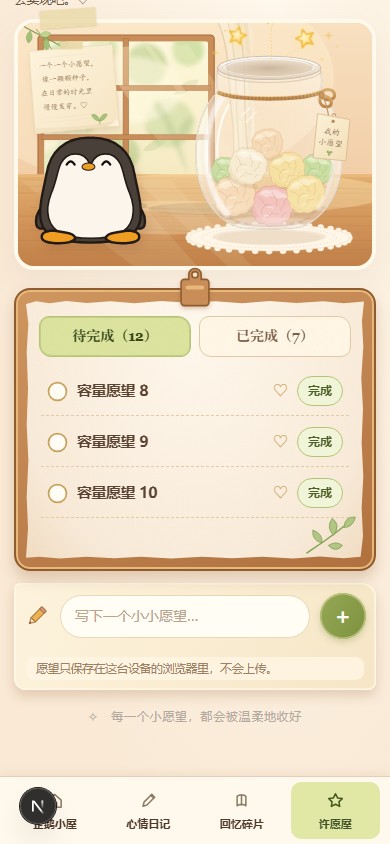 一个一个小愿望，
像一颗颗种子，
在日常的时光里
慢慢发芽。♡
我的
小愿望
待完成（12）
已完成（7）
容量愿望 8
♡
完成
容量愿望 9
♡
完成
容量愿望 10
♡
完成
写下一个小小愿望...
+
愿望只保存在这台设备的浏览器里，不会上传。
✧ 每一个小愿望，都会被温柔地收好
N
企鹅小屋
心情日记
回忆碎片
许愿屋